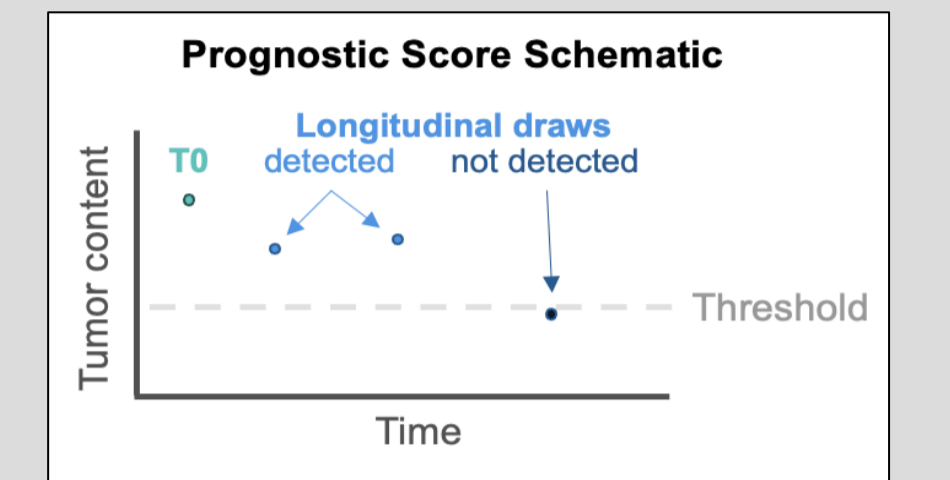 Prognostic Score Schematic
Longitudinal draws
T0 detected not detected
Tumor content
Threshold
Time